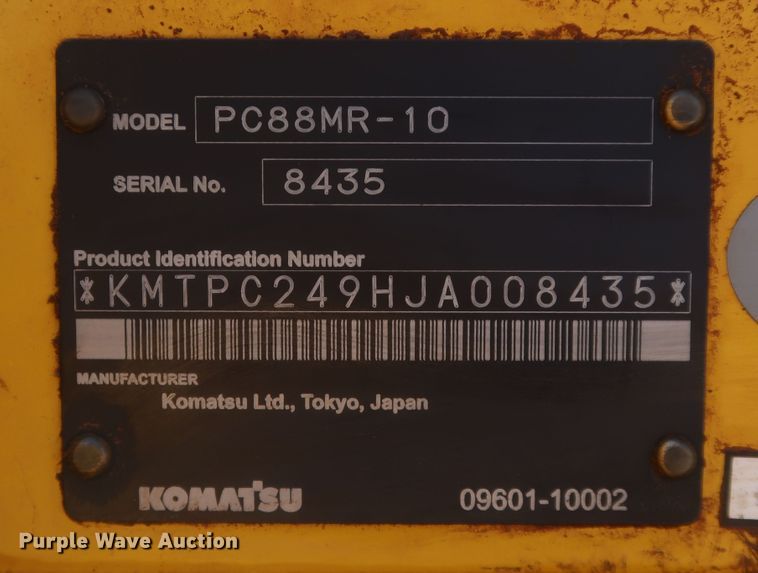 MODEL PC88MR-10
SERIAL No. 8435
Product Identification Number
*KMTPC249HJA008435*
MANUFACTURER
Komatsu Ltd., Tokyo, Japan
KOMATSU 09601-10002
Purple Wave Auction